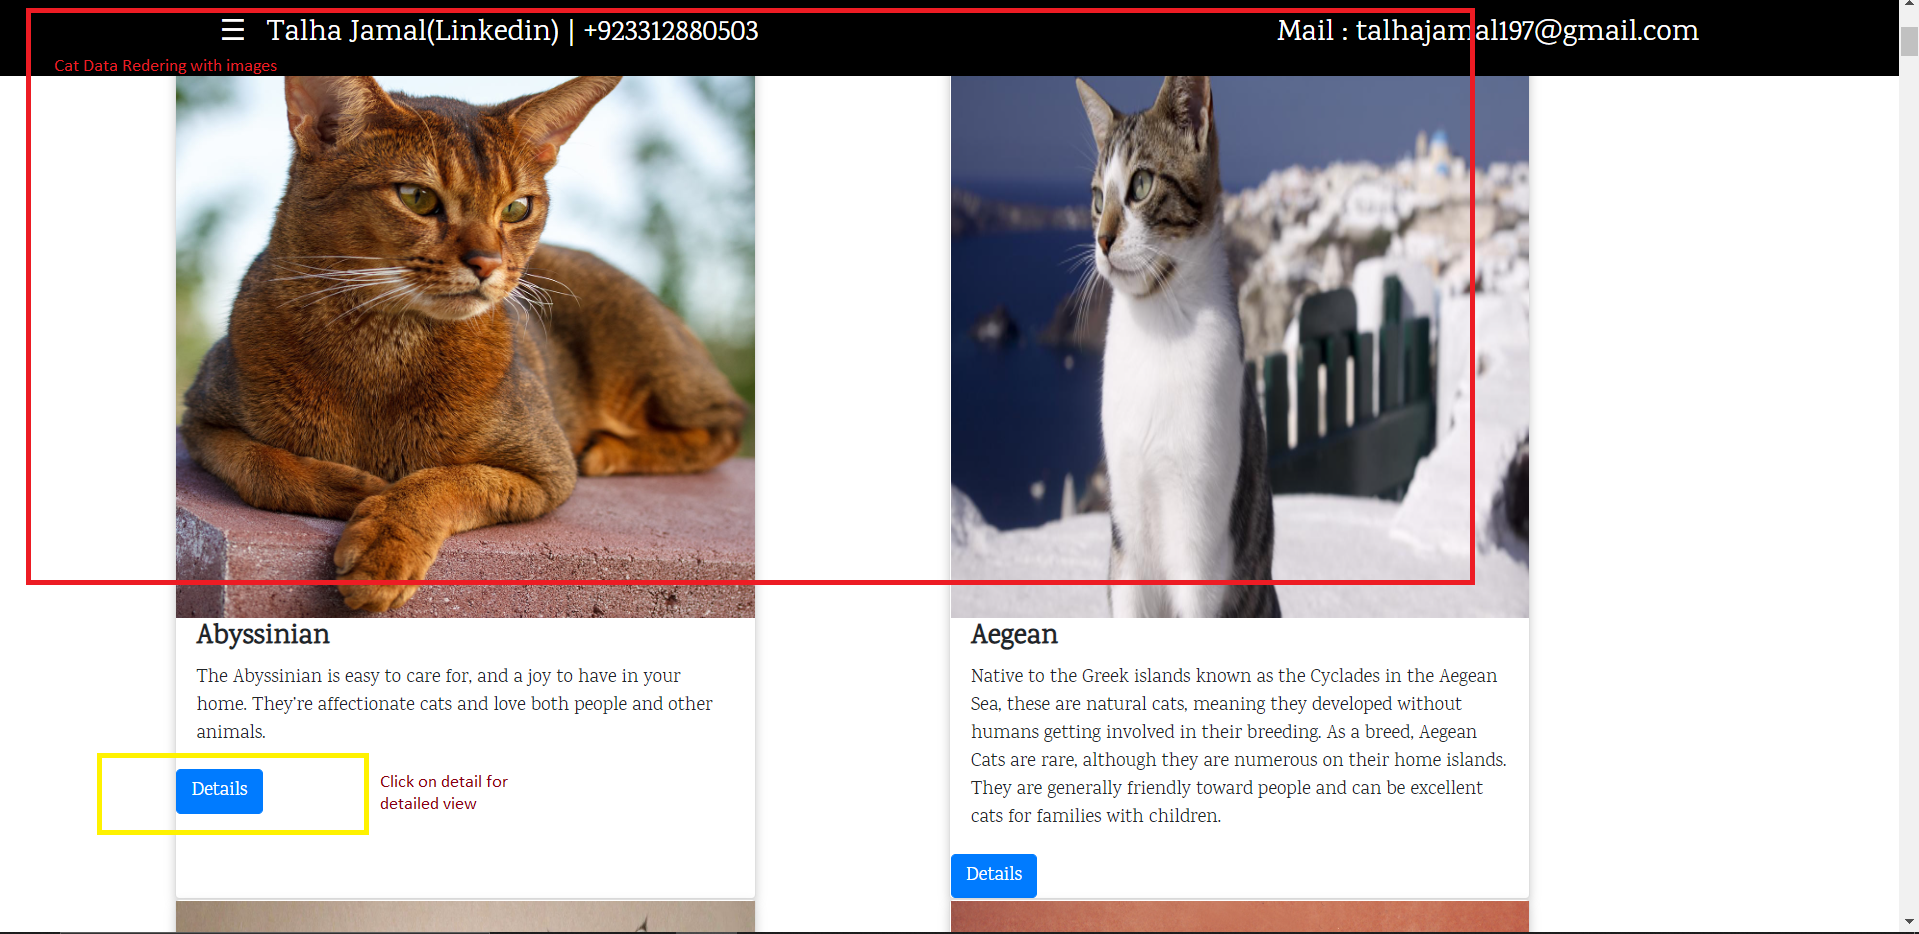 ☰ Talha Jamal(Linkedin) | +923312880503
Mail : talhajamal197@gmail.com
Cat Data Redering with images
Abyssinian
The Abyssinian is easy to care for, and a joy to have in your
home. They’re affectionate cats and love both people and other
animals.
Details
Click on detail for
detailed view
Aegean
Native to the Greek islands known as the Cyclades in the Aegean
Sea, these are natural cats, meaning they developed without
humans getting involved in their breeding. As a breed, Aegean
Cats are rare, although they are numerous on their home islands.
They are generally friendly toward people and can be excellent
cats for families with children.
Details